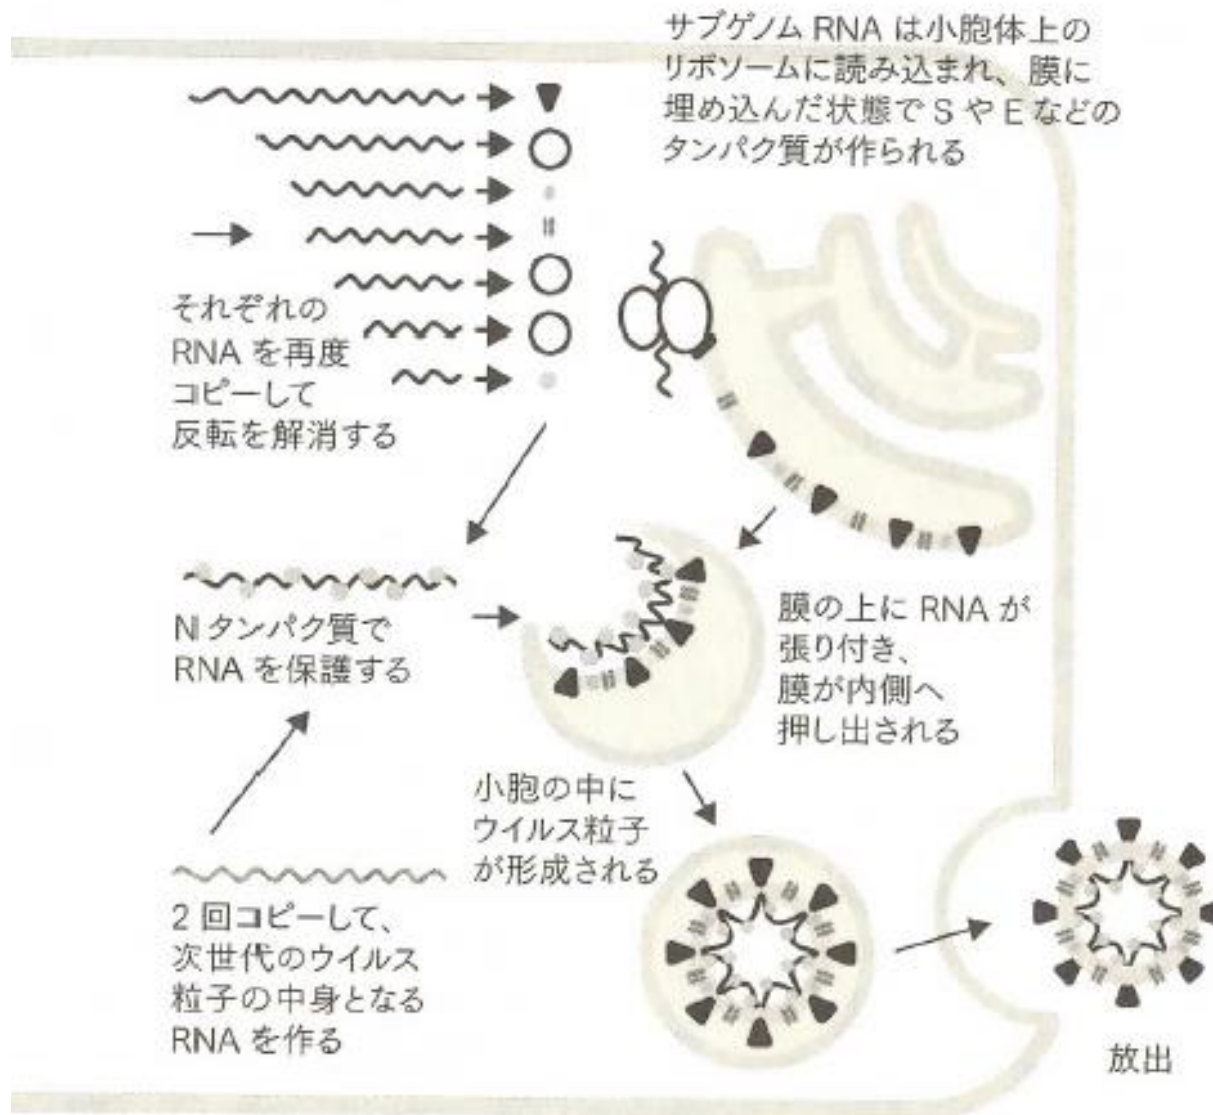 サブゲノム RNA は小胞体上の
リボソームに読み込まれ、膜に
埋め込んだ状態で S や E などの
タンパク質が作られる
それぞれの
RNA を再度
コピーして
反転を解消する
N タンパク質で
RNA を保護する
膜の上に RNA が
張り付き、
膜が内側へ
押し出される
小胞の中に
ウイルス粒子
が形成される
2 回コピーして、
次世代のウイルス
粒子の中身となる
RNA を作る
放出